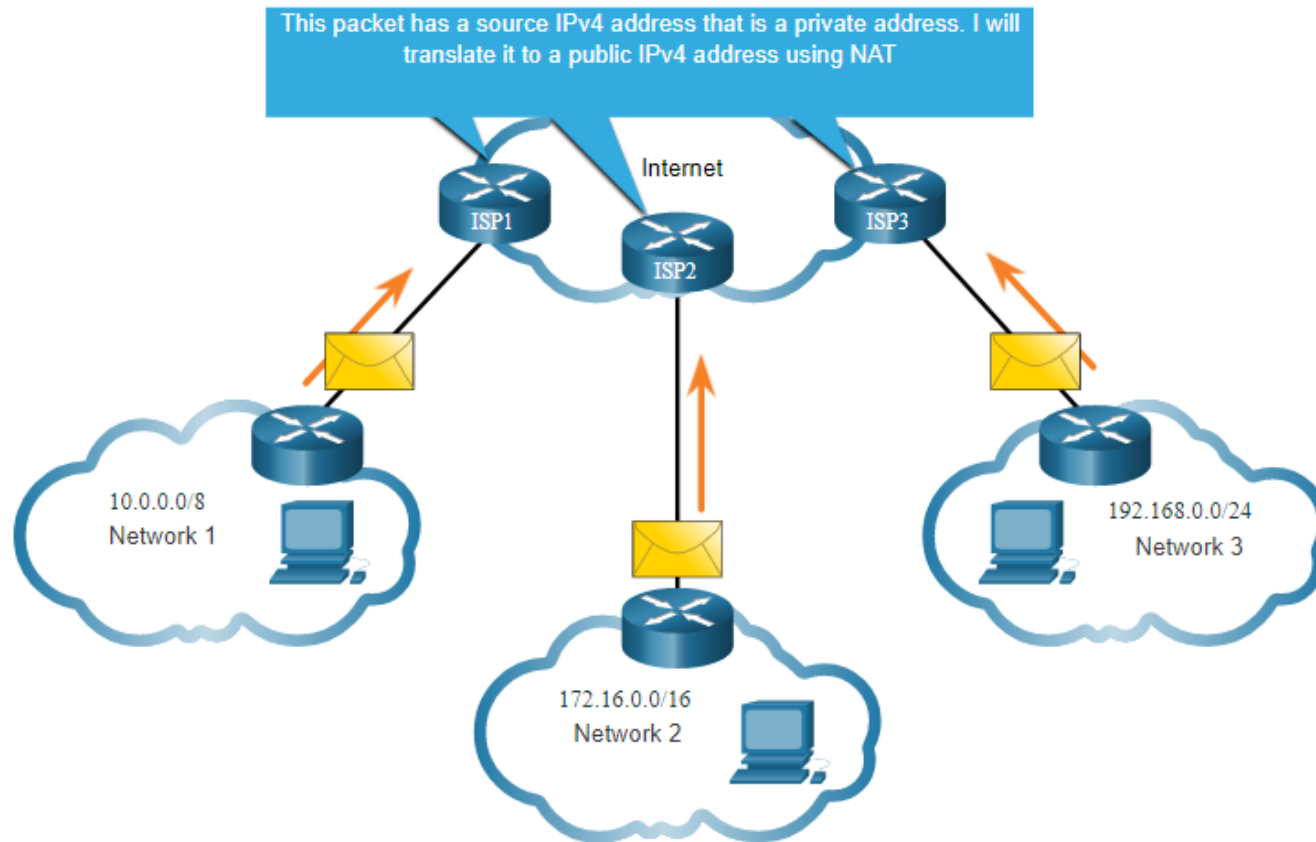 This packet has a source IPv4 address that is a private address. I will
translate it to a public IPv4 address using NAT
Internet
ISP1
ISP3
ISP2
10.0.0.0/8
Network 1
192.168.0.0/24
Network 3
172.16.0.0/16
Network 2